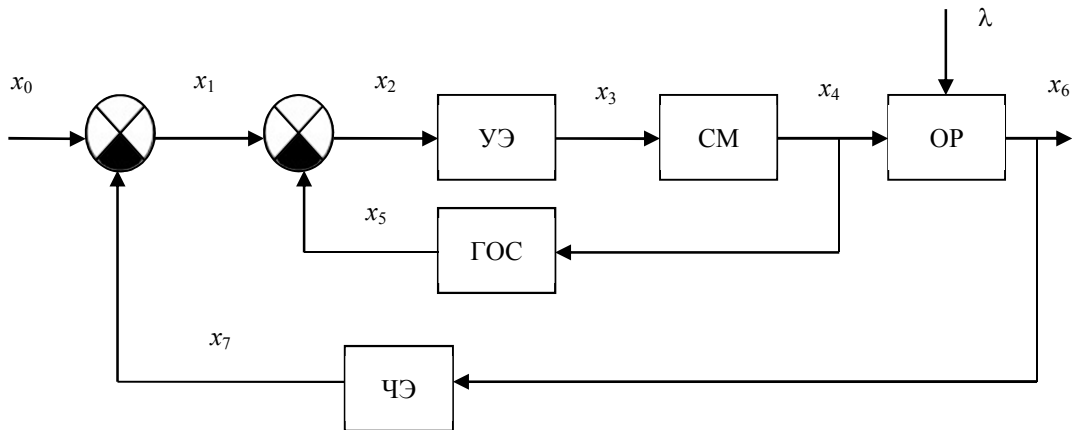 λ
x₀
x₁
x₂
x₃
x₄
x₆
УЭ
СМ
ОР
x₅
ГОС
x₇
ЧЭ